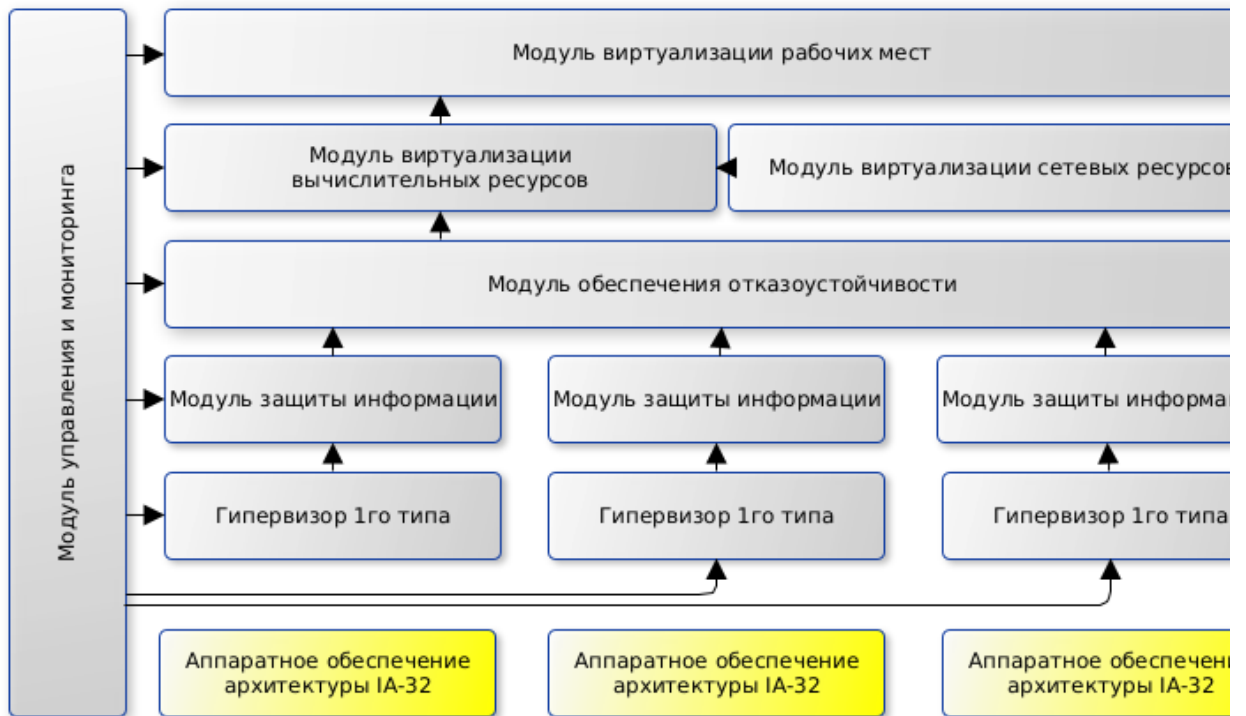 Модуль управления и мониторинга
Модуль виртуализации рабочих мест
Модуль виртуализации
вычислительных ресурсов
Модуль виртуализации сетевых ресурсов
Модуль обеспечения отказоустойчивости
Модуль защиты информации
Модуль защиты информации
Модуль защиты информа
Гипервизор 1го типа
Гипервизор 1го типа
Гипервизор 1го типа
Аппаратное обеспечение
архитектуры IA-32
Аппаратное обеспечение
архитектуры IA-32
Аппаратное обеспечени
архитектуры IA-32